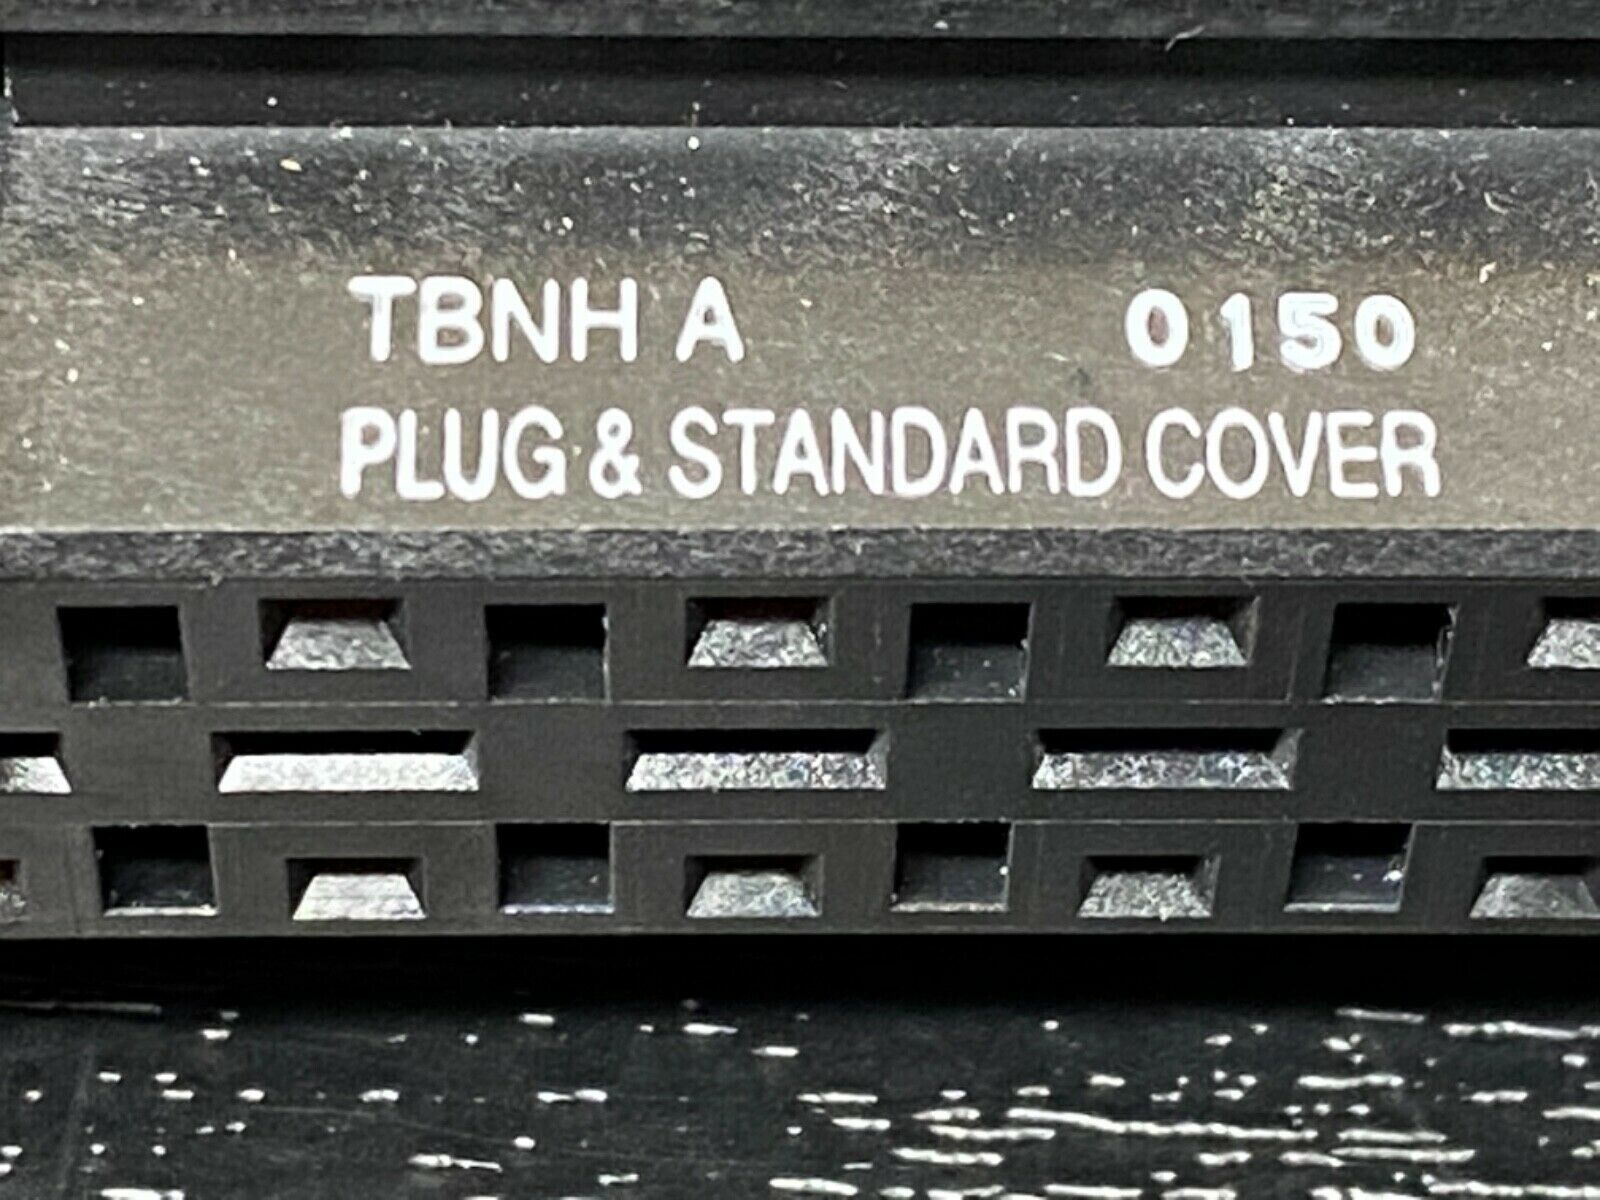 TBNH A 0150
PLUG & STANDARD COVER